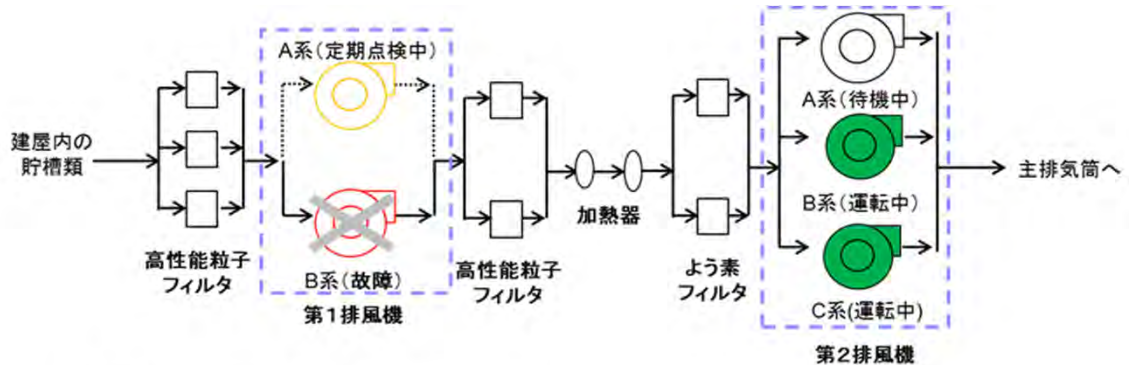 建屋内の
貯槽類
高性能粒子
フィルタ
A系(定期点検中)
B系(故障)
第1排風機
高性能粒子
フィルタ
加熱器
よう素
フィルタ
A系(待機中)
B系(運転中)
C系(運転中)
第2排風機
主排気筒へ